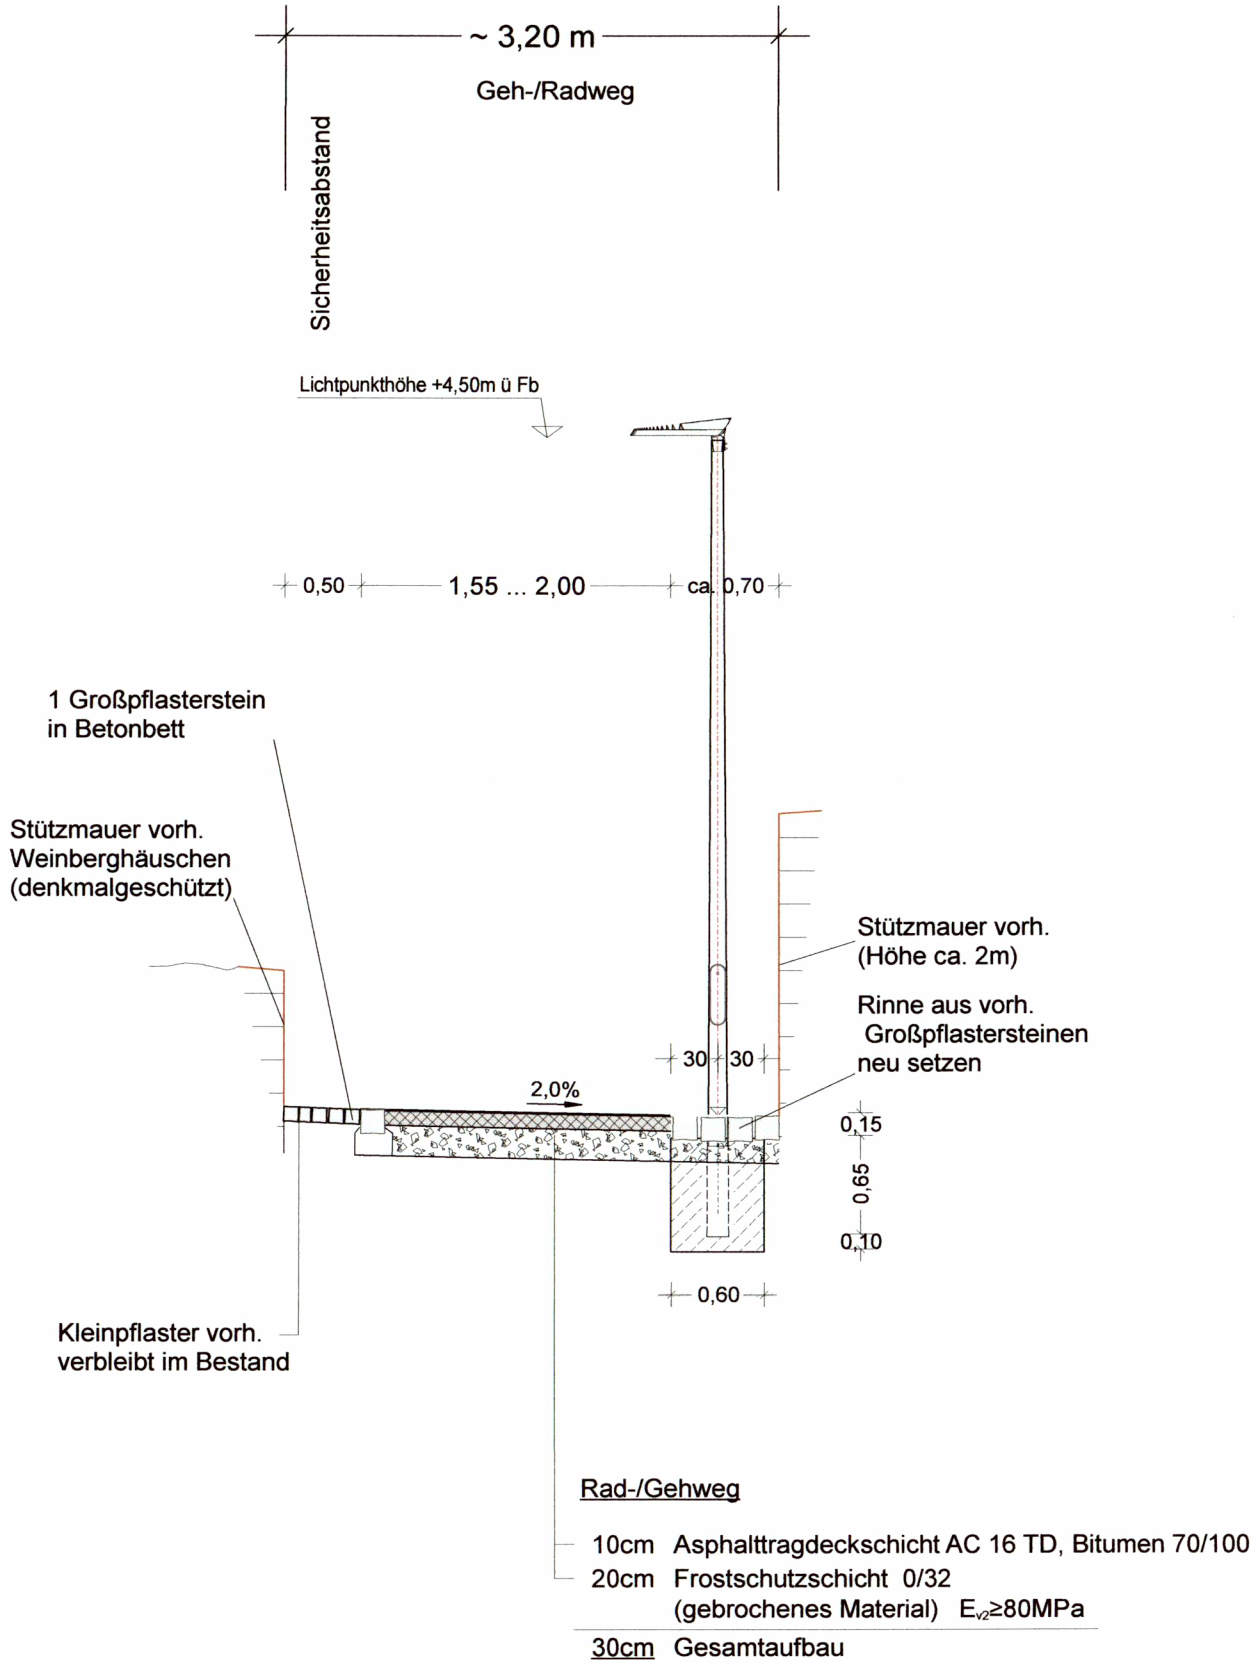 ~ 3,20 m
Geh-/Radweg
Sicherheitsabstand
Lichtpunkthöhe +4,50m ü Fb
0,50
1,55 ... 2,00
ca. 0,70
1 Großpflasterstein
in Betonbett
Stützmauer vorh.
Weinberghäuschen
(denkmalgeschützt)
Stützmauer vorh.
(Höhe ca. 2m)
Rinne aus vorh.
Großpflastersteinen
neu setzen
30
30
2,0%
0,15
0,65
0,10
0,60
Kleinpflaster vorh.
verbleibt im Bestand
Rad-/Gehweg
10cm Asphalttragdeckschicht AC 16 TD, Bitumen 70/100
20cm Frostschutzschicht 0/32
(gebrochenes Material) Ev2≥80MPa
30cm Gesamtaufbau